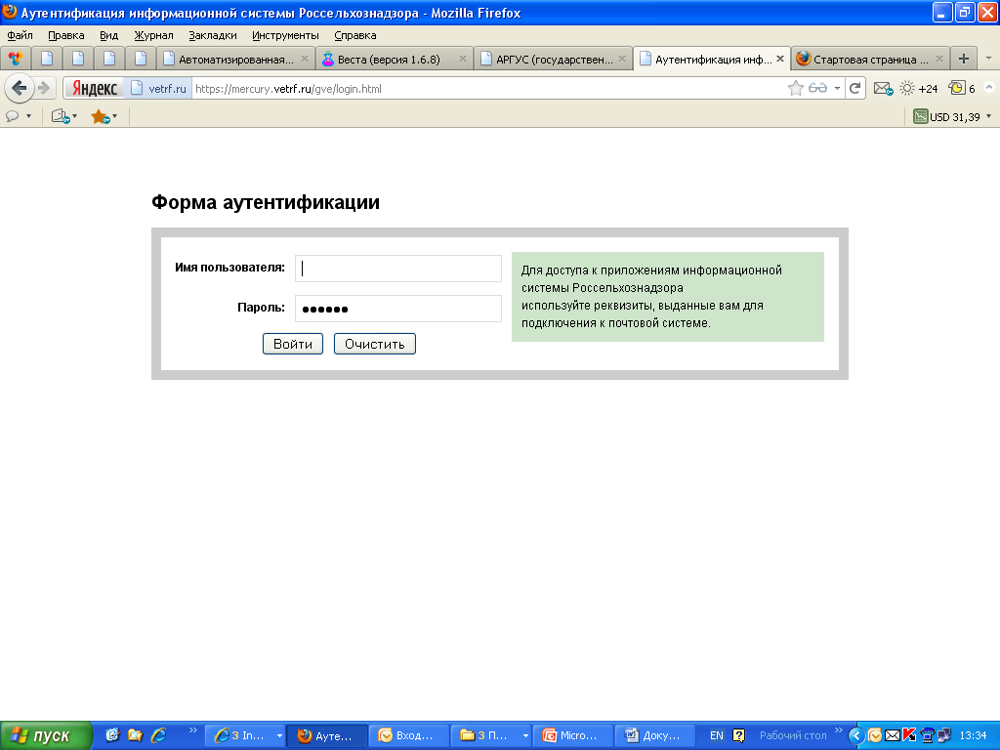 Аутентификация информационной системы Россельхознадзора - Mozilla Firefox
Файл Правка Вид Журнал Закладки Инструменты Справка
Автоматизированная... Веста (версия 1.6.8) АРГУС (государствен... Аутентификация инф... Стартовая страница ...
Яндекс vetrf.ru https://mercury.vetrf.ru/gve/login.html +24 6
USD 31,39
Форма аутентификации
Имя пользователя:
Пароль:
Войти Очистить
Для доступа к приложениям информационной
системы Россельхознадзора
используйте реквизиты, выданные вам для
подключения к почтовой системе.
пуск 3 In... Ауте... Вход... 3 П... Micro... Доку... EN Рабочий стол 13:34